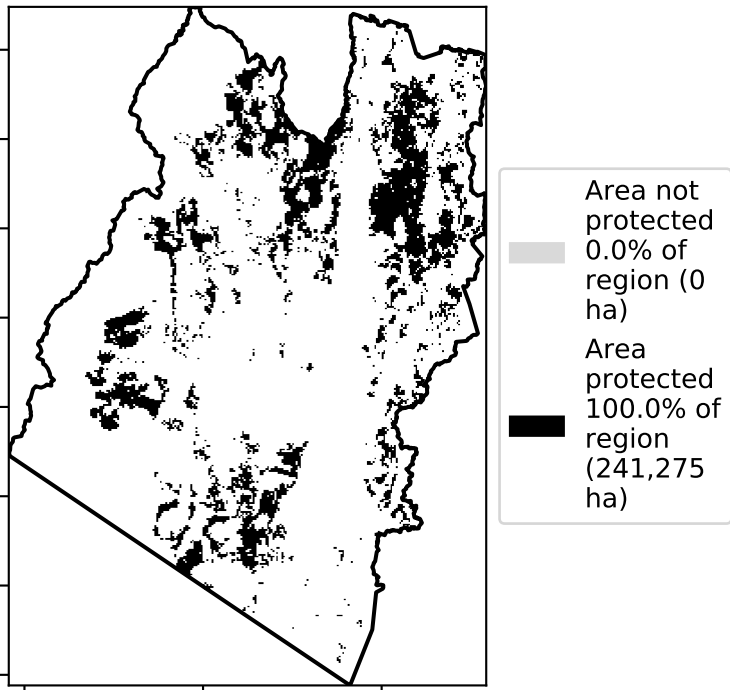 Area not
protected
0.0% of
region (0
ha)
Area
protected
100.0% of
region
(241,275
ha)